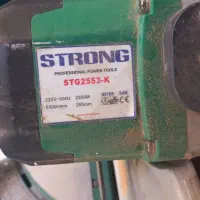 STRONG
PROFESSIONAL POWER TOOLS
STG2553-K
220V~50HZ
255mm